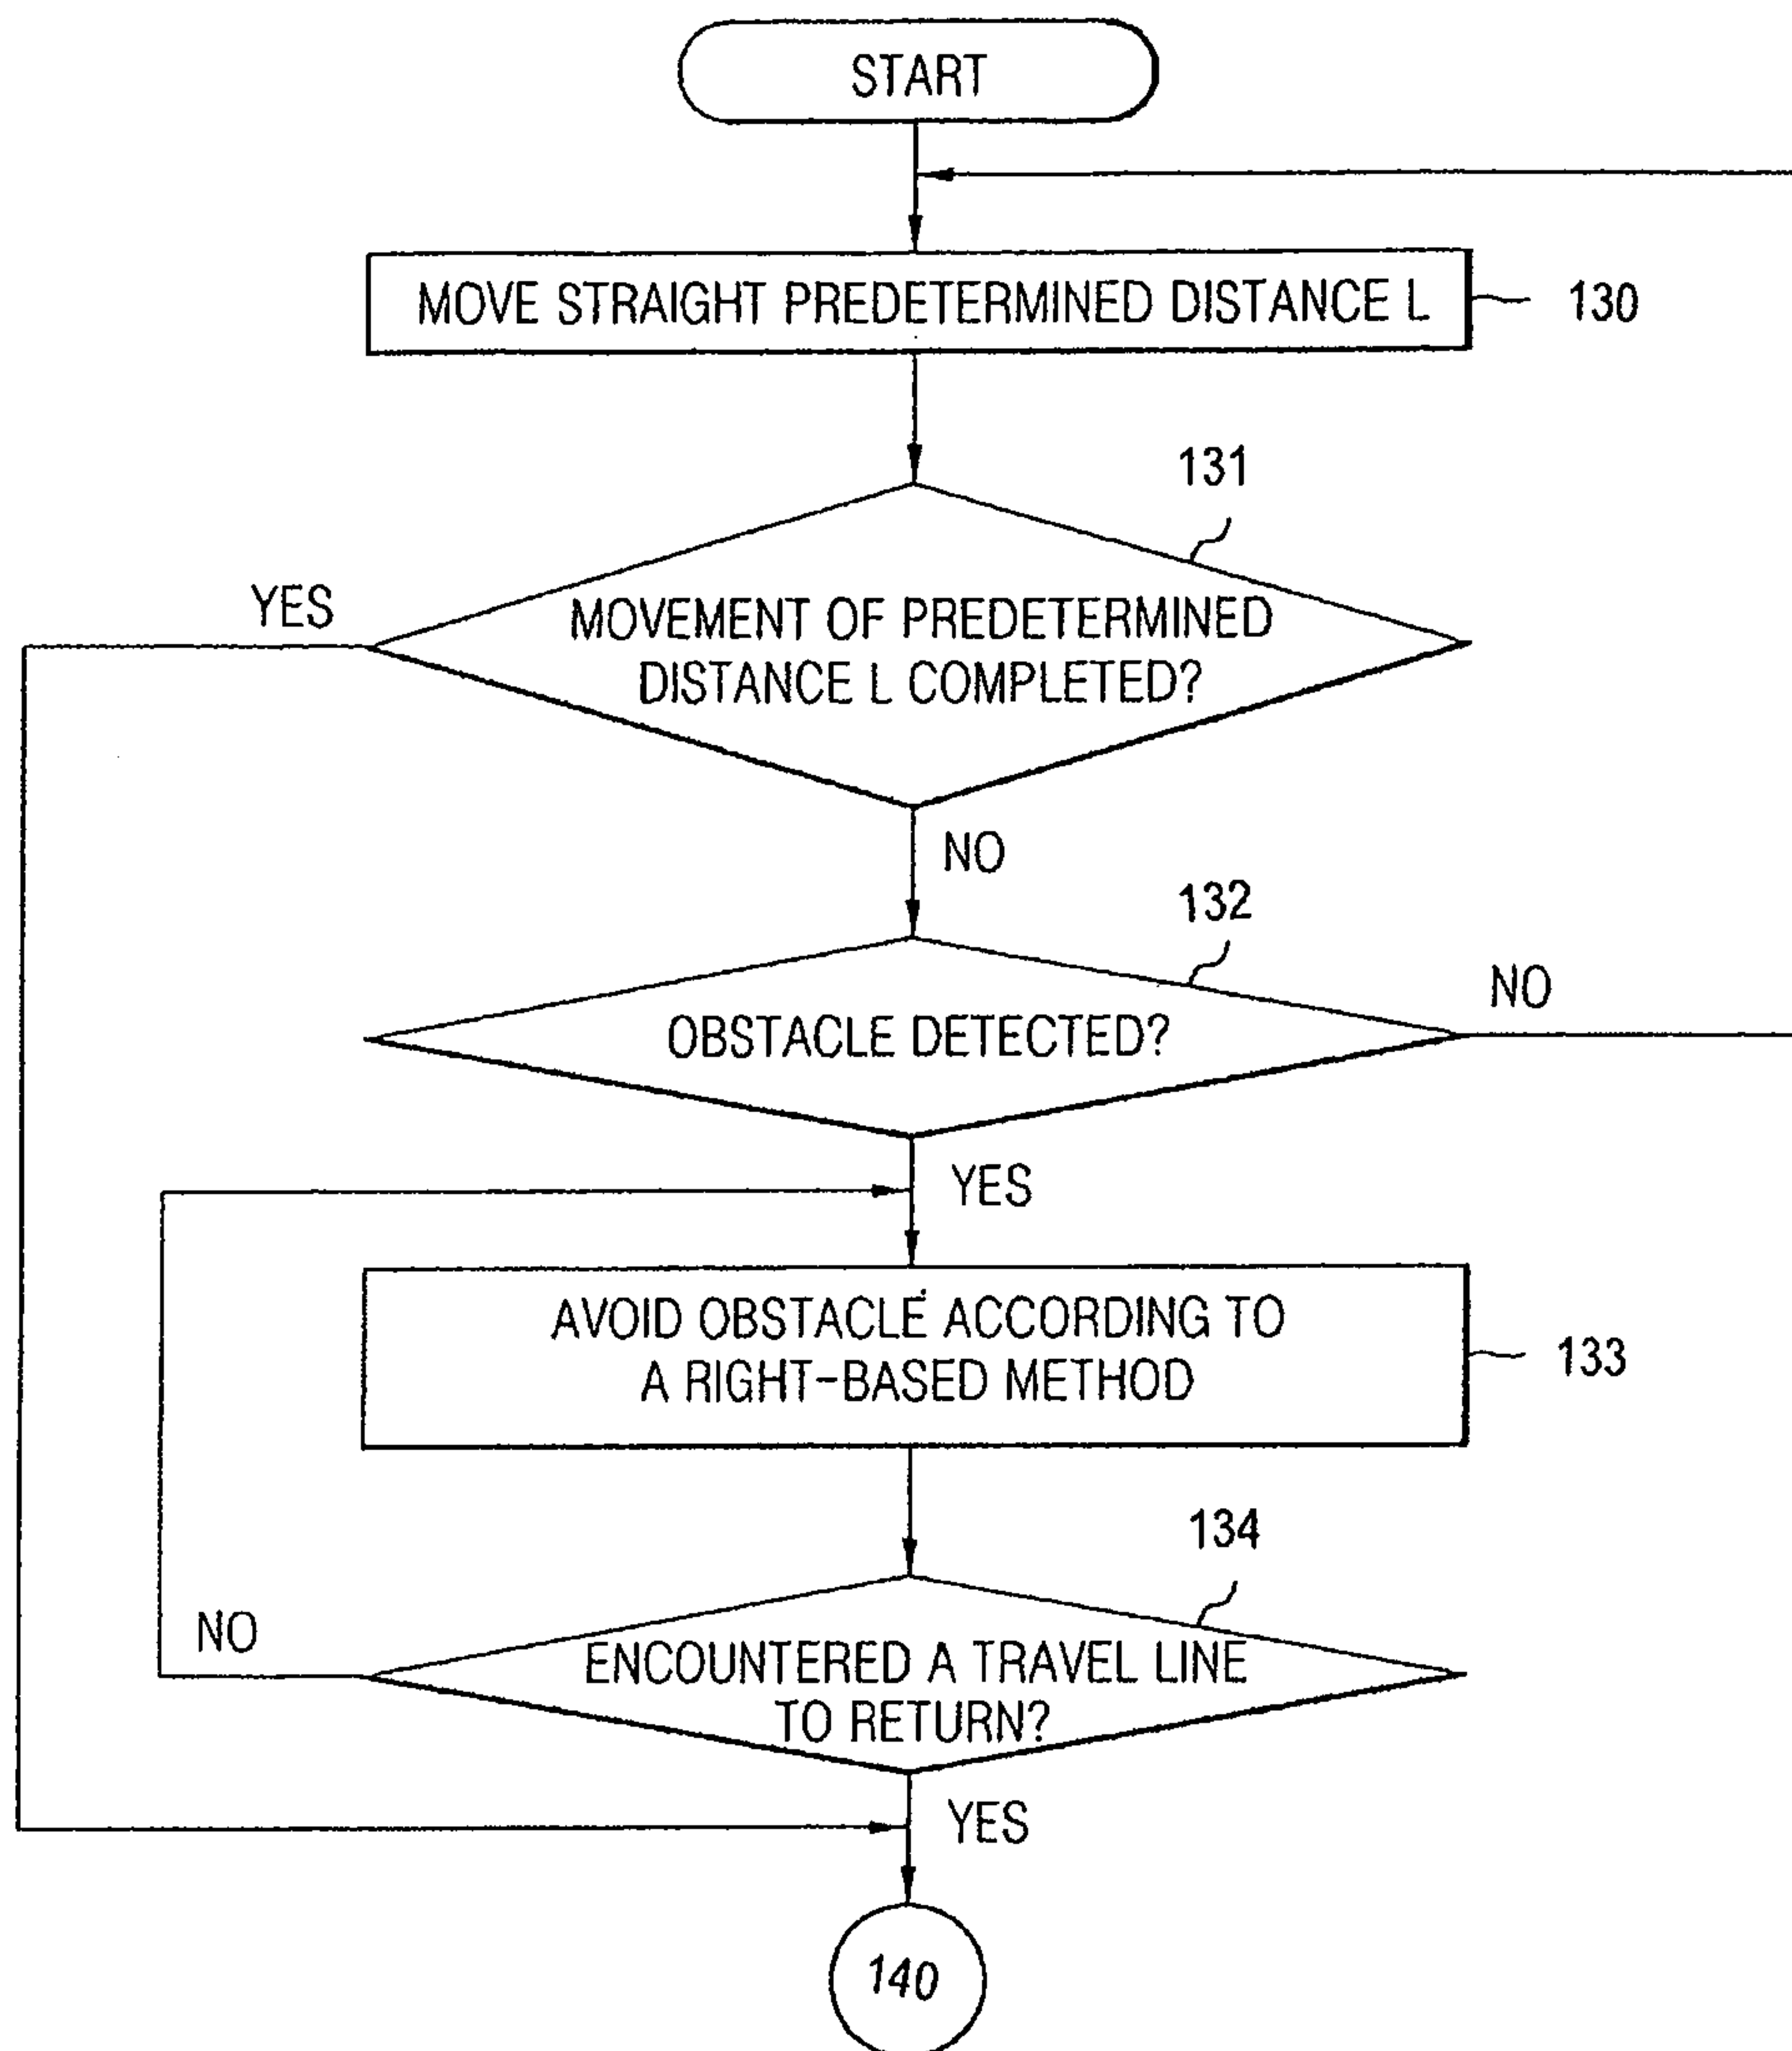 START
MOVE STRAIGHT PREDETERMINED DISTANCE L
130
131
YES
MOVEMENT OF PREDETERMINED
DISTANCE L COMPLETED?
NO
132
NO
OBSTACLE DETECTED?
YES
AVOID OBSTACLE ACCORDING TO
A RIGHT-BASED METHOD
133
134
NO
ENCOUNTERED A TRAVEL LINE
TO RETURN?
YES
140